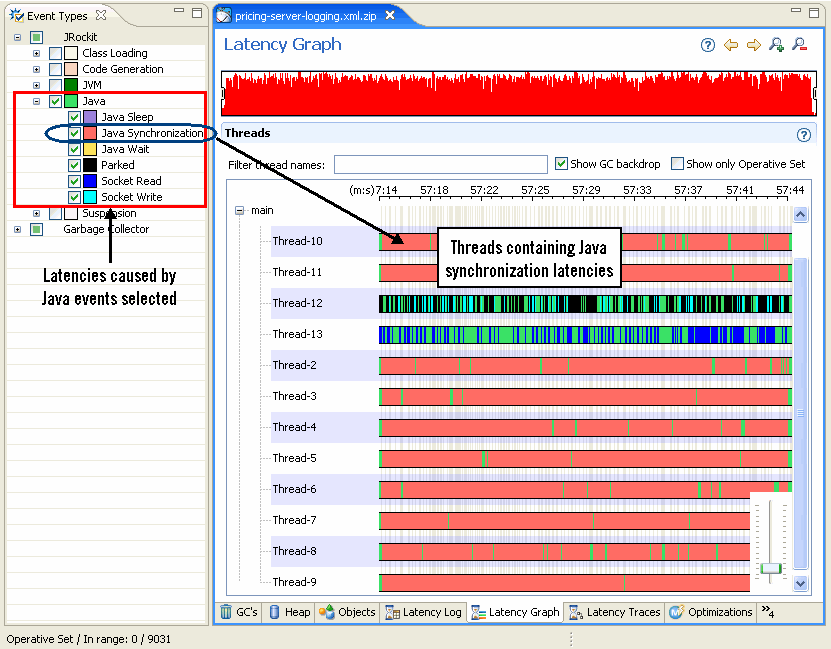 Event Types
JRockit
Class Loading
Code Generation
JVM
Java
Java Sleep
Java Synchronization
Java Wait
Parked
Socket Read
Socket Write
Suspension
Garbage Collector
Latencies caused by
Java events selected
pricing-server-logging.xml.zip
Latency Graph
Threads
Filter thread names:
Show GC backdrop
Show only Operative Set
(m:s) 7:14 57:18 57:22 57:25 57:29 57:33 57:37 57:41 57:44
main
Thread-10
Threads containing Java
synchronization latencies
Thread-11
Thread-12
Thread-13
Thread-2
Thread-3
Thread-4
Thread-5
Thread-6
Thread-7
Thread-8
Thread-9
GC's Heap Objects Latency Log Latency Graph Latency Traces Optimizations »4
Operative Set / In range: 0 / 9031